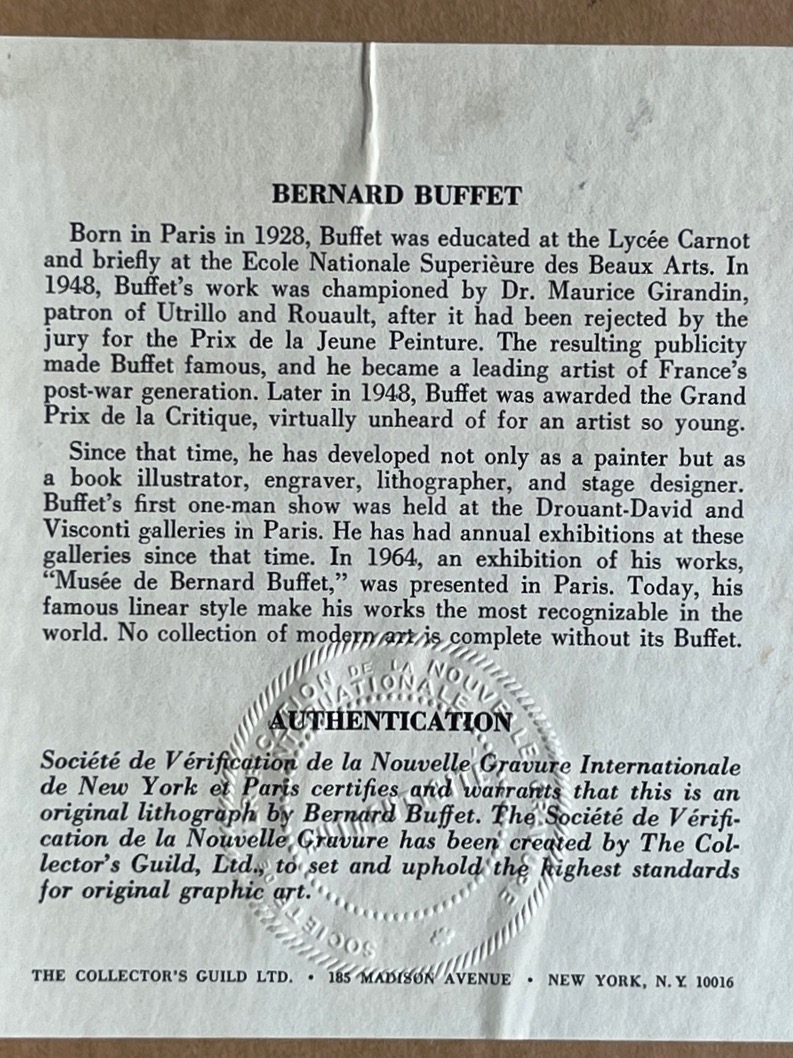 BERNARD BUFFET
Born in Paris in 1928, Buffet was educated at the Lycée Carnot
and briefly at the Ecole Nationale Superièure des Beaux Arts. In
1948, Buffet's work was championed by Dr. Maurice Girandin,
patron of Utrillo and Rouault, after it had been rejected by the
jury for the Prix de la Jeune Peinture. The resulting publicity
made Buffet famous, and he became a leading artist of France's
post-war generation. Later in 1948, Buffet was awarded the Grand
Prix de la Critique, virtually unheard of for an artist so young.
Since that time, he has developed not only as a painter but as
a book illustrator, engraver, lithographer, and stage designer.
Buffet's first one-man show was held at the Drouant-David and
Visconti galleries in Paris. He has had annual exhibitions at these
galleries since that time. In 1964, an exhibition of his works,
"Musée de Bernard Buffet," was presented in Paris. Today, his
famous linear style make his works the most recognizable in the
world. No collection of modern art is complete without its Buffet.
DE LA NOUVELLE
AUTHENTICATION
Société de Vérification de la Nouvelle Gravure Internationale
de New York et Paris certifies and warrants that this is an
original lithograph by Bernard Buffet. The Société de Vérifi-
cation de la Nouvelle Gravure has been created by The Col-
lector's Guild, Ltd., to set and uphold the highest standards
for original graphic art.
THE COLLECTOR'S GUILD LTD. • 185 MADISON AVENUE • NEW YORK, N. Y. 10016